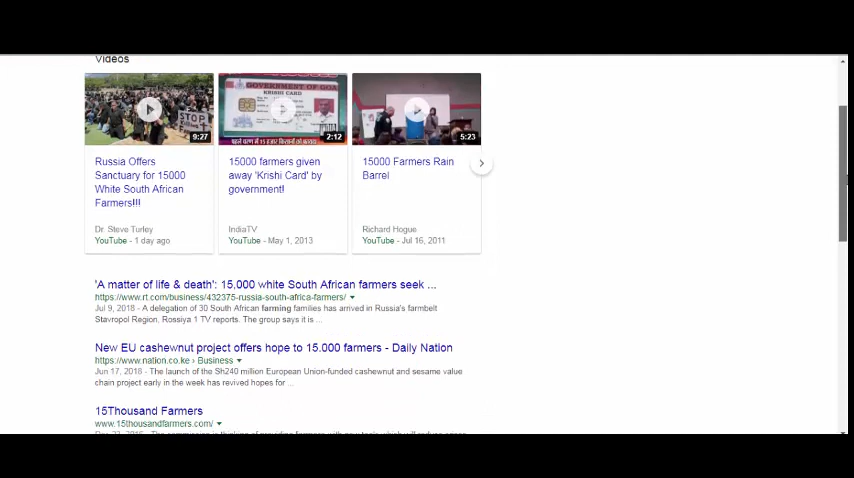 Videos
STOP
9:27
GOVERNMENT OF GOA
KRISHI CARD
INDIA
2:12
5:23
Russia Offers
Sanctuary for 15000
White South African
Farmers!!!
Dr. Steve Turley
YouTube - 1 day ago
15000 farmers given
away 'Krishi Card' by
government!
IndiaTV
YouTube - May 1, 2013
15000 Farmers Rain
Barrel
Richard Hogue
YouTube - Jul 16, 2011
'A matter of life & death': 15,000 white South African farmers seek ...
https://www.rt.com/business/432375-russia-south-africa-farmers/
Jul 9, 2018 - A delegation of 30 South African farming families has arrived in Russia's farmbelt
Stavropol Region, Rossiya 1 TV reports. The group says it is ...
New EU cashewnut project offers hope to 15.000 farmers - Daily Nation
https://www.nation.co.ke › Business
Jun 17, 2018 - The launch of the Sh240 million European Union-funded cashewnut and sesame value
chain project early in the week has revived hopes for ...
15Thousand Farmers
www.15thousandfarmers.com/